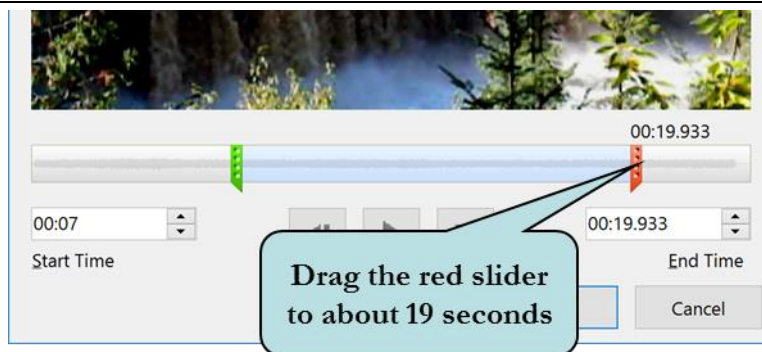 00:19.933
00:07
00:19.933
Start Time
End Time
Drag the red slider
to about 19 seconds
Cancel